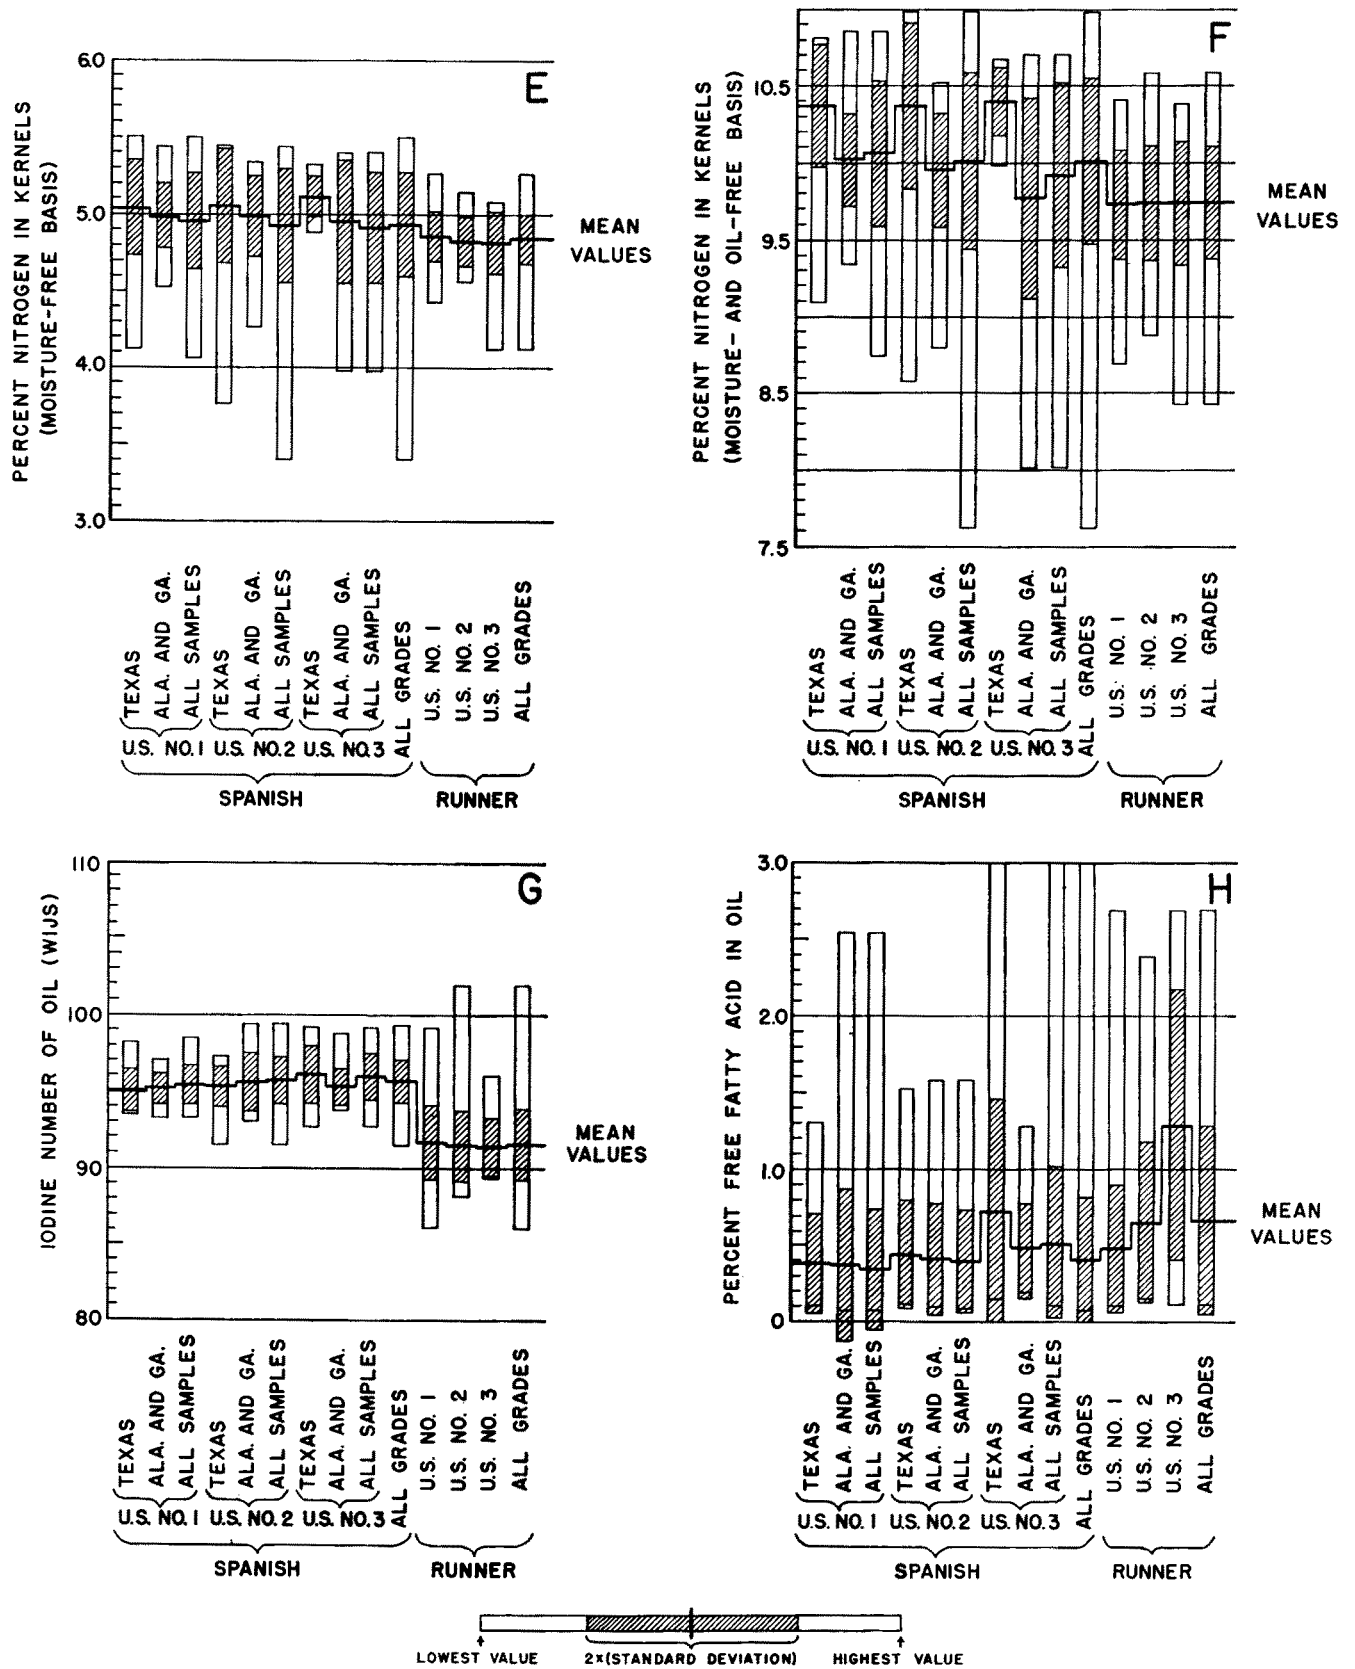 E
PERCENT NITROGEN IN KERNELS
(MOISTURE-FREE BASIS)
6.0
5.0
4.0
3.0
MEAN
VALUES
TEXAS
ALA. AND GA.
ALL SAMPLES
TEXAS
ALA. AND GA.
ALL SAMPLES
TEXAS
ALA. AND GA.
ALL SAMPLES
ALL GRADES
U.S. NO. 1
U.S. NO. 2
U.S. NO. 3
ALL GRADES
U.S. NO.1 U.S. NO.2 U.S. NO.3
SPANISH RUNNER
F
PERCENT NITROGEN IN KERNELS
(MOISTURE- AND OIL-FREE BASIS)
10.5
9.5
8.5
7.5
MEAN
VALUES
TEXAS
ALA. AND GA.
ALL SAMPLES
TEXAS
ALA. AND GA.
ALL SAMPLES
TEXAS
ALA. AND GA.
ALL SAMPLES
ALL GRADES
U.S. NO. 1
U.S. NO. 2
U.S. NO. 3
ALL GRADES
U.S. NO. 1 U.S. NO.2 U.S. NO.3
SPANISH RUNNER
G
IODINE NUMBER OF OIL (WIJS)
110
100
90
80
MEAN
VALUES
TEXAS
ALA. AND GA.
ALL SAMPLES
TEXAS
ALA. AND GA.
ALL SAMPLES
TEXAS
ALA. AND GA.
ALL SAMPLES
ALL GRADES
U.S. NO. 1
U.S. NO. 2
U.S. NO. 3
ALL GRADES
U.S. NO. 1 U.S. NO. 2 U.S. NO.3
SPANISH RUNNER
H
PERCENT FREE FATTY ACID IN OIL
3.0
2.0
1.0
0
MEAN
VALUES
TEXAS
ALA. AND GA.
ALL SAMPLES
TEXAS
ALA. AND GA.
ALL SAMPLES
TEXAS
ALA. AND GA.
ALL SAMPLES
ALL GRADES
U.S. NO. 1
U.S. NO. 2
U.S. NO. 3
ALL GRADES
U.S. NO. 1 U.S. NO.2 U.S. NO.3
SPANISH RUNNER
LOWEST VALUE 2×(STANDARD DEVIATION) HIGHEST VALUE